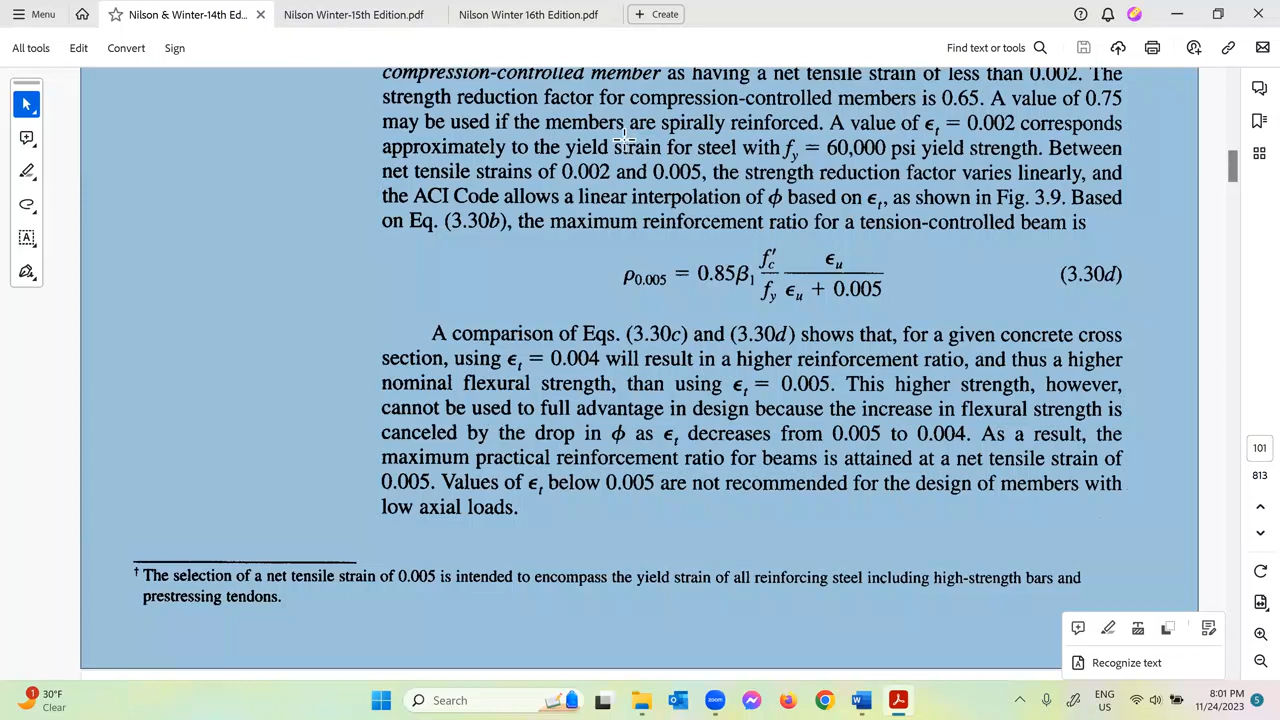 Menu
Nilson & Winter-14th Ed...
Nilson Winter-15th Edition.pdf
Nilson Winter 16th Edition.pdf
Create
All tools
Edit
Convert
Sign
Find text or tools
compression-controlled member as having a net tensile strain of less than 0.002. The
strength reduction factor for compression-controlled members is 0.65. A value of 0.75
may be used if the members are spirally reinforced. A value of ϵt = 0.002 corresponds
approximately to the yield strain for steel with fy = 60,000 psi yield strength. Between
net tensile strains of 0.002 and 0.005, the strength reduction factor varies linearly, and
the ACI Code allows a linear interpolation of ϕ based on ϵt, as shown in Fig. 3.9. Based
on Eq. (3.30b), the maximum reinforcement ratio for a tension-controlled beam is
ρ0.005 = 0.85β1 f′c/fy ϵu/(ϵu + 0.005) (3.30d)
A comparison of Eqs. (3.30c) and (3.30d) shows that, for a given concrete cross
section, using ϵt = 0.004 will result in a higher reinforcement ratio, and thus a higher
nominal flexural strength, than using ϵt = 0.005. This higher strength, however,
cannot be used to full advantage in design because the increase in flexural strength is
canceled by the drop in ϕ as ϵt decreases from 0.005 to 0.004. As a result, the
maximum practical reinforcement ratio for beams is attained at a net tensile strain of
0.005. Values of ϵt below 0.005 are not recommended for the design of members with
low axial loads.
† The selection of a net tensile strain of 0.005 is intended to encompass the yield strain of all reinforcing steel including high-strength bars and
prestressing tendons.
101
813
Recognize text
1
30°F
Clear
Search
zoom
ENG
US
8:01 PM
11/24/2023
5